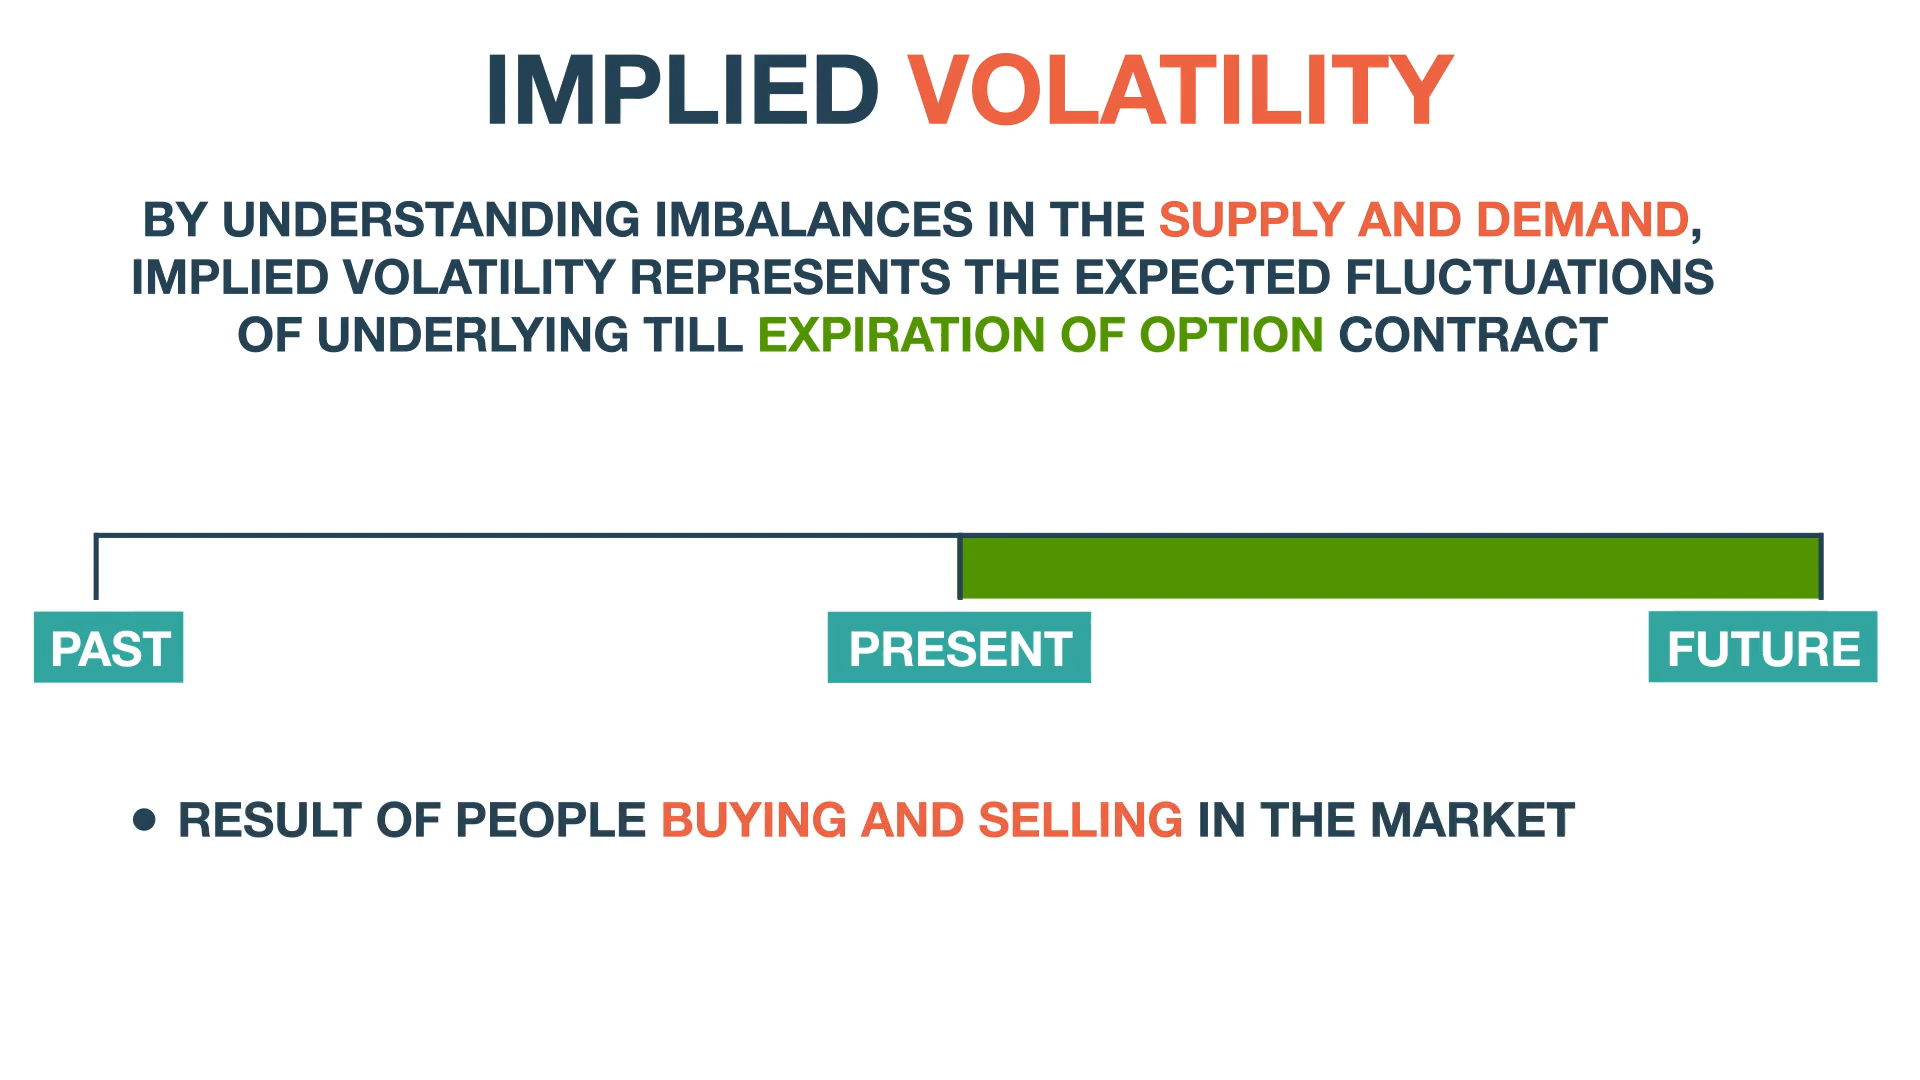 IMPLIED VOLATILITY
BY UNDERSTANDING IMBALANCES IN THE SUPPLY AND DEMAND,
IMPLIED VOLATILITY REPRESENTS THE EXPECTED FLUCTUATIONS
OF UNDERLYING TILL EXPIRATION OF OPTION CONTRACT
PAST PRESENT FUTURE
• RESULT OF PEOPLE BUYING AND SELLING IN THE MARKET